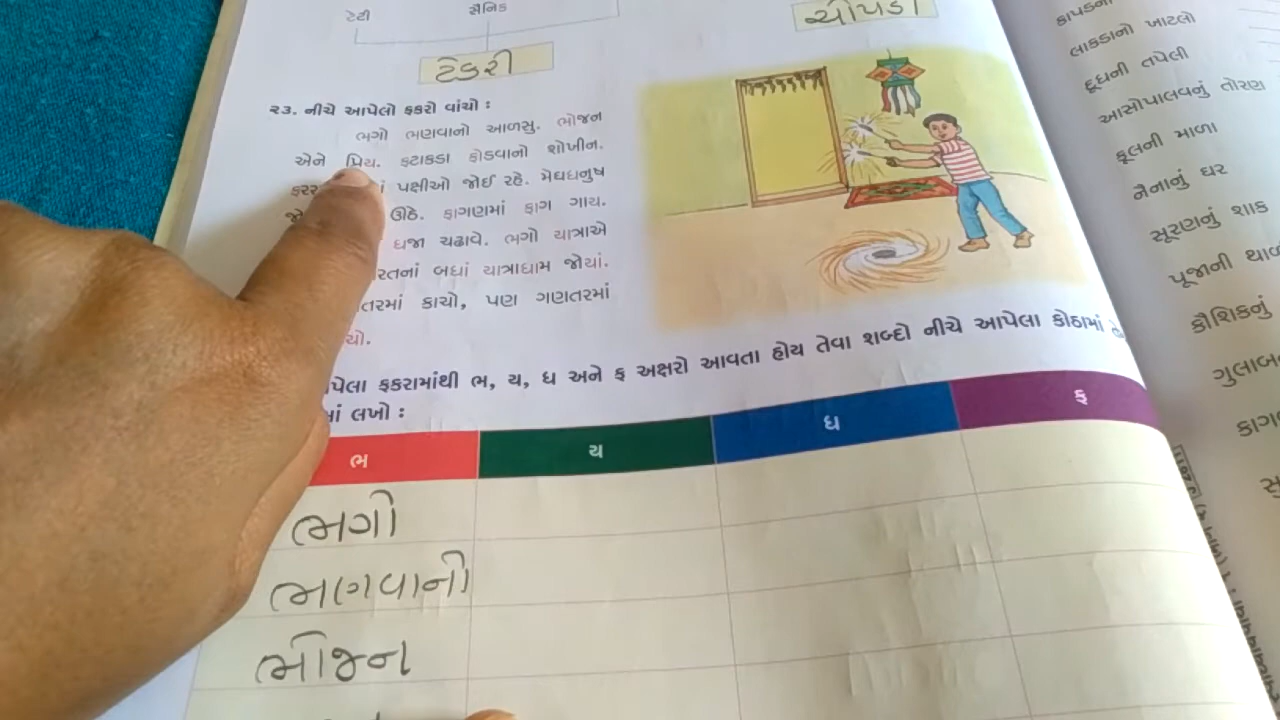 ટેટી
સૈનિક
ટેકરી
ચોપડી
૨૩. નીચે આપેલો ફકરો વાંચો :
ભગો ભણવાનો આળસુ. ભોજન
એને પ્રિય. ફટાકડા ફોડવાનો શોખીન.
પક્ષીઓ જોઈ રહે. મેઘધનુષ
ઊઠે. ફાગણમાં ફાગ ગાય.
ધજા ચઢાવે. ભગો યાત્રાએ
રતનાં બધાં યાત્રાધામ જોયાં.
તરમાં કાચો, પણ ગણતરમાં
યો.
પેલા ફકરામાંથી ભ, ય, ધ અને ફ અક્ષરો આવતા હોય તેવા શબ્દો નીચે આપેલા કોઠામાં
માં લખો :
ભ ય ધ ફ
ભગો
ભણવાનો
ભોજન
કાપડની
લાકડાનો ખાટલો
દૂધની તપેલી
આસોપાલવનું તોરણ
ફૂલની માળા
નૈનાનું ઘર
સૂરણનું શાક
પૂજાની થાળ
કૌશિકનું
ગુલાબ
કાગ